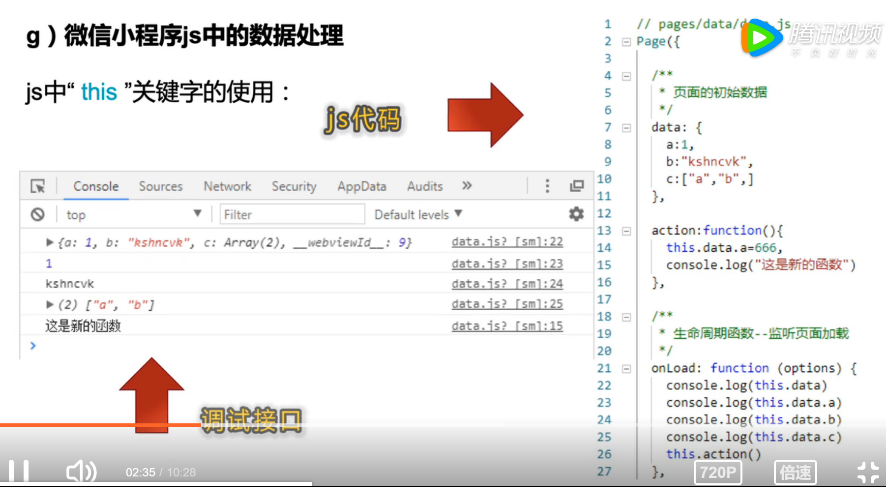 g）微信小程序js中的数据处理
js中“ this ”关键字的使用：
js代码
Console Sources Network Security AppData Audits »
top Filter Default levels
{a: 1, b: "kshncvk", c: Array(2), __webviewId__: 9} data.js? [sm]:22
1 data.js? [sm]:23
kshncvk data.js? [sm]:24
(2) ["a", "b"] data.js? [sm]:25
这是新的函数 data.js? [sm]:15
调试接口
腾讯视频
不负好时光
1 // pages/data/data.js
2 Page({
3
4 /**
5 * 页面的初始数据
6 */
7 data: {
8 a:1,
9 b:"kshncvk",
10 c:["a","b",]
11 },
12
13 action:function(){
14 this.data.a=666,
15 console.log("这是新的函数")
16 },
17
18 /**
19 * 生命周期函数--监听页面加载
20 */
21 onLoad: function (options) {
22 console.log(this.data)
23 console.log(this.data.a)
24 console.log(this.data.b)
25 console.log(this.data.c)
26 this.action()
27 },
02:35 / 10:28
720P 倍速